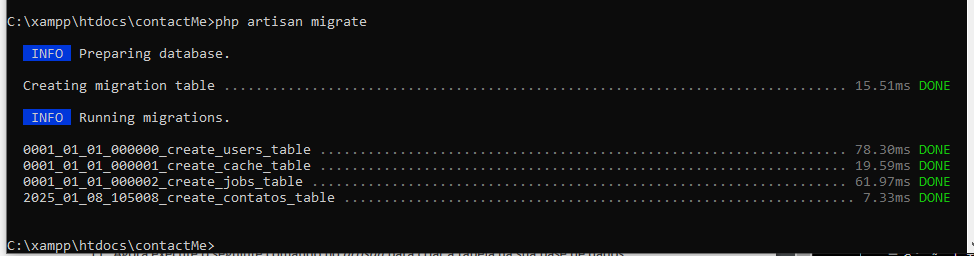 C:\xampp\htdocs\contactMe>php artisan migrate
INFO Preparing database.
Creating migration table .............................................................................. 15.51ms DONE
INFO Running migrations.
0001_01_01_000000_create_users_table .................................................................. 78.30ms DONE
0001_01_01_000001_create_cache_table .................................................................. 19.59ms DONE
0001_01_01_000002_create_jobs_table ................................................................... 61.97ms DONE
2025_01_08_105008_create_contatos_table ................................................................ 7.33ms DONE
C:\xampp\htdocs\contactMe>